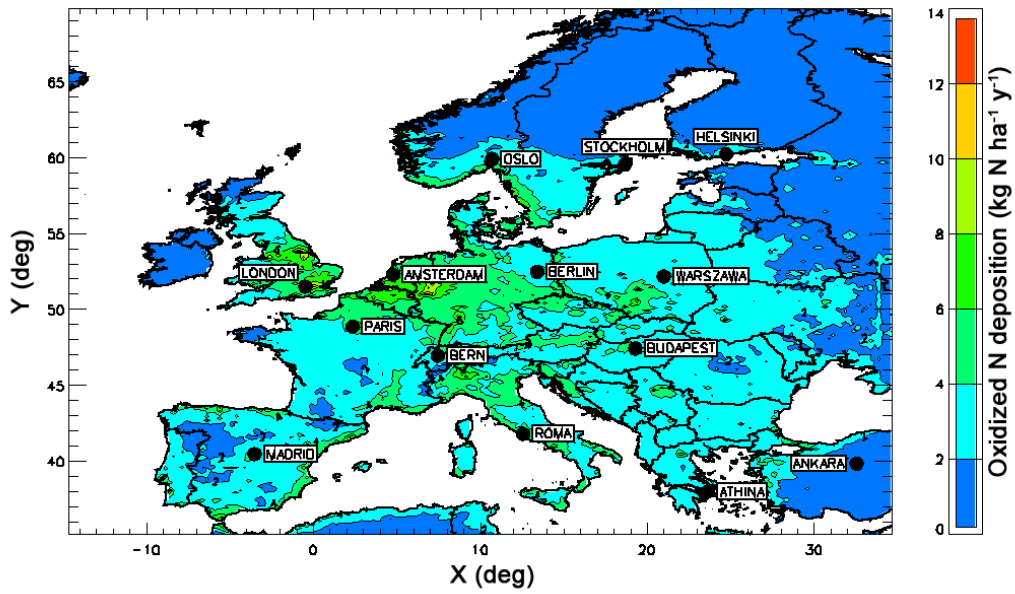 14
12
10
8
6
4
2
0
Oxidized N deposition (kg N ha⁻¹ y⁻¹)
65
60
55
50
45
40
Y (deg)
HELSINKI
STOCKHOLM
OSLO
LONDON
AMSTERDAM
BERLIN
WARSZAWA
PARIS
BERN
BUDAPEST
ROMA
MADRID
ANKARA
ATHINA
-10
0
10
20
30
X (deg)